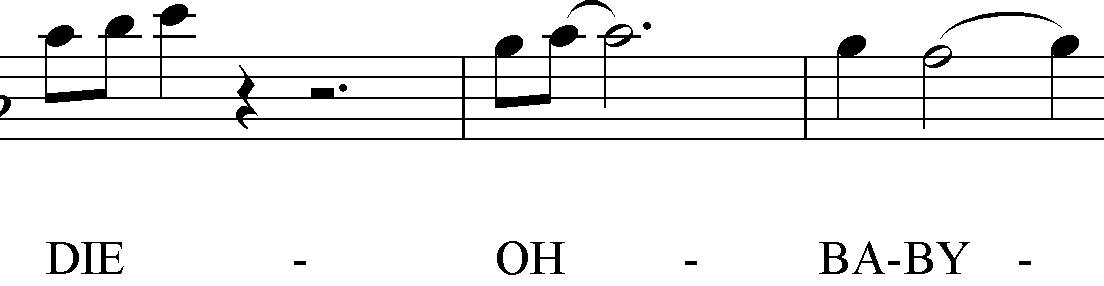 DIE - OH - BA-BY -